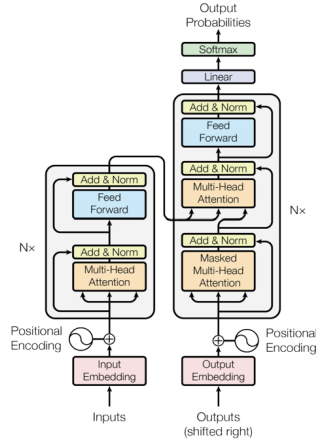 Output
Probabilities
Softmax
Linear
Add & Norm
Feed
Forward
Add & Norm
Multi-Head
Attention
Add & Norm
Masked
Multi-Head
Attention
N×
Positional
Encoding
Output
Embedding
Outputs
(shifted right)
Add & Norm
Feed
Forward
Add & Norm
Multi-Head
Attention
N×
Positional
Encoding
Input
Embedding
Inputs